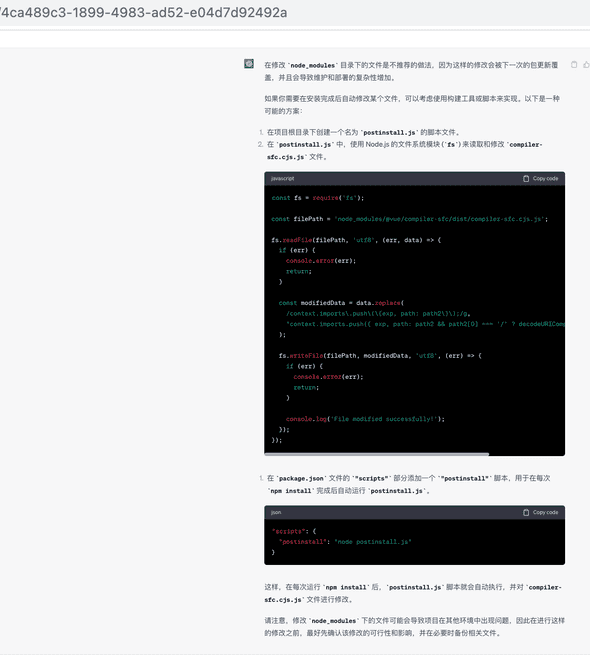 /4ca489c3-1899-4983-ad52-e04d7d92492a
在修改 `node_modules` 目录下的文件是不推荐的做法，因为这样的修改会被下一次的包更新覆
盖，并且会导致维护和部署的复杂性增加。
如果你需要在安装完成后自动修改某个文件，可以考虑使用构建工具或脚本来实现。以下是一种
可能的方案：
1. 在项目根目录下创建一个名为 `postinstall.js` 的脚本文件。
2. 在 `postinstall.js` 中，使用 Node.js 的文件系统模块(`fs`)来读取和修改 `compiler-
sfc.cjs.js` 文件。
javascript
Copy code
const fs = require('fs');
const filePath = 'node_modules/@vue/compiler-sfc/dist/compiler-sfc.cjs.js';
fs.readFile(filePath, 'utf8', (err, data) => {
if (err) {
console.error(err);
return;
}
const modifiedData = data.replace(
/context.imports\.push\(\{exp, path: path2\}\);/g,
"context.imports.push({ exp, path: path2 && path2[0] === '/' ? decodeURIComp
);
fs.writeFile(filePath, modifiedData, 'utf8', (err) => {
if (err) {
console.error(err);
return;
}
console.log('File modified successfully!');
});
});
1. 在 `package.json` 文件的 `"scripts"` 部分添加一个 `"postinstall"` 脚本，用于在每次
`npm install` 完成后自动运行 `postinstall.js`。
json
Copy code
"scripts": {
"postinstall": "node postinstall.js"
}
这样，在每次运行 `npm install` 后，`postinstall.js` 脚本就会自动执行，并对 `compiler-
sfc.cjs.js` 文件进行修改。
请注意，修改 `node_modules` 下的文件可能会导致项目在其他环境中出现问题，因此在进行这样
的修改之前，最好先确认该修改的可行性和影响，并在必要时备份相关文件。